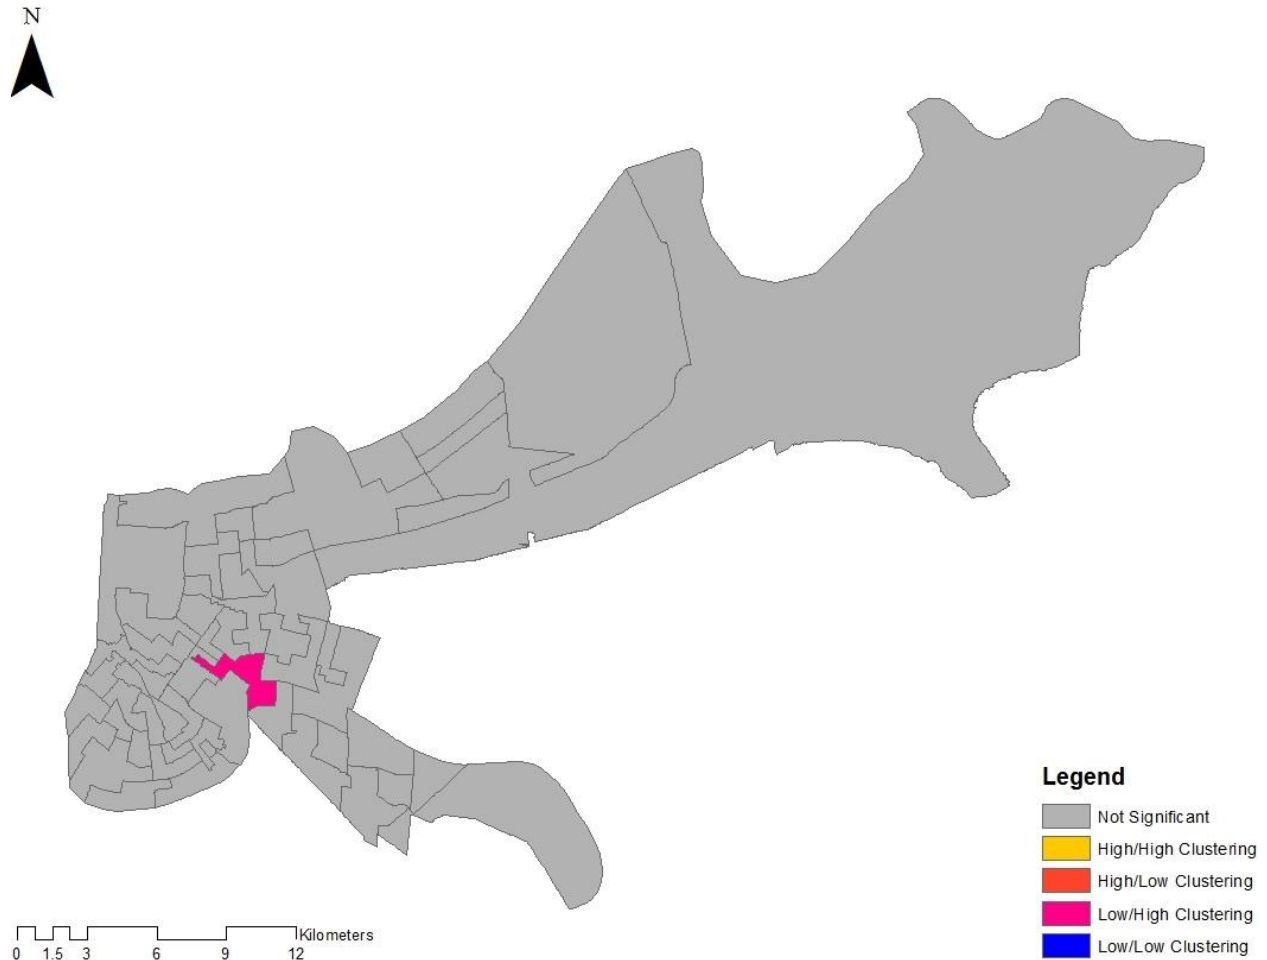 N
Legend
Not Significant
High/High Clustering
High/Low Clustering
Low/High Clustering
Low/Low Clustering
Kilometers
0 1.5 3 6 9 12